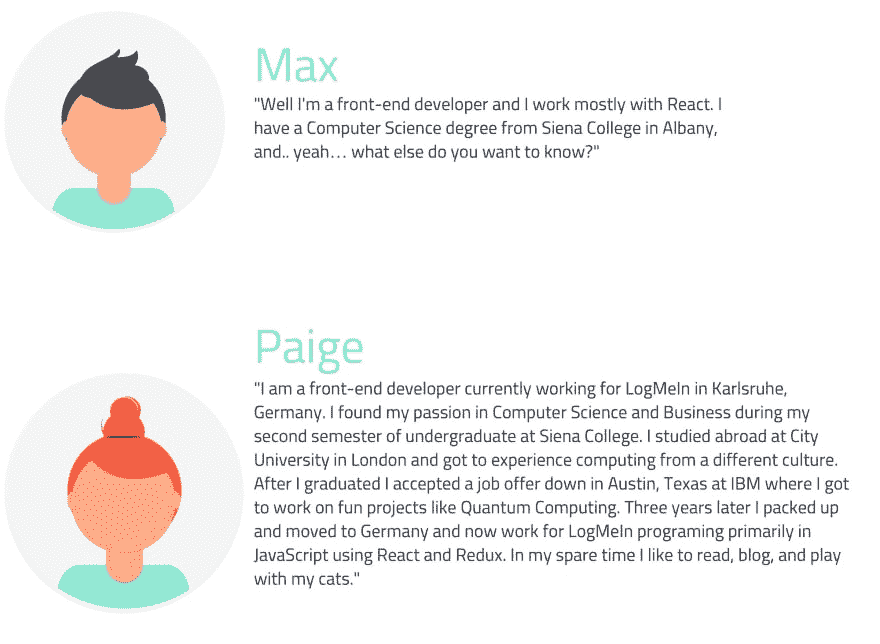 Max
"Well I'm a front-end developer and I work mostly with React. I
have a Computer Science degree from Siena College in Albany,
and.. yeah... what else do you want to know?"
Paige
"I am a front-end developer currently working for LogMeIn in Karlsruhe,
Germany. I found my passion in Computer Science and Business during my
second semester of undergraduate at Siena College. I studied abroad at City
University in London and got to experience computing from a different culture.
After I graduated I accepted a job offer down in Austin, Texas at IBM where I got
to work on fun projects like Quantum Computing. Three years later I packed up
and moved to Germany and now work for LogMeIn programing primarily in
JavaScript using React and Redux. In my spare time I like to read, blog, and play
with my cats."